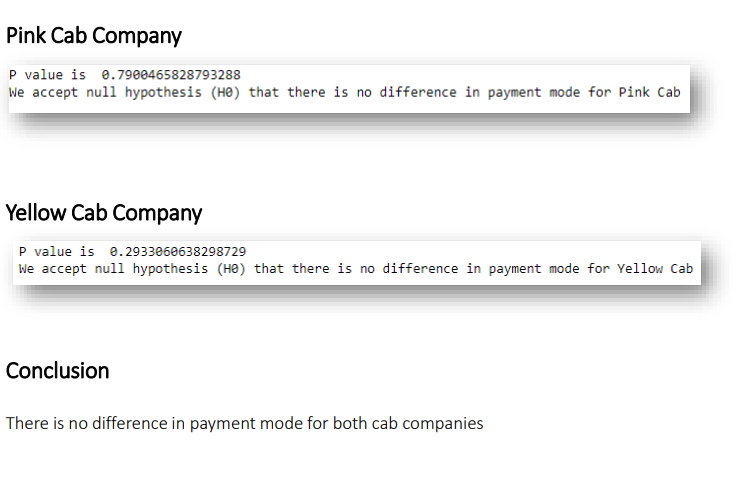 Pink Cab Company
P value is  0.7900465828793288
We accept null hypothesis (H0) that there is no difference in payment mode for Pink Cab
Yellow Cab Company
P value is  0.2933060638298729
We accept null hypothesis (H0) that there is no difference in payment mode for Yellow Cab
Conclusion
There is no difference in payment mode for both cab companies